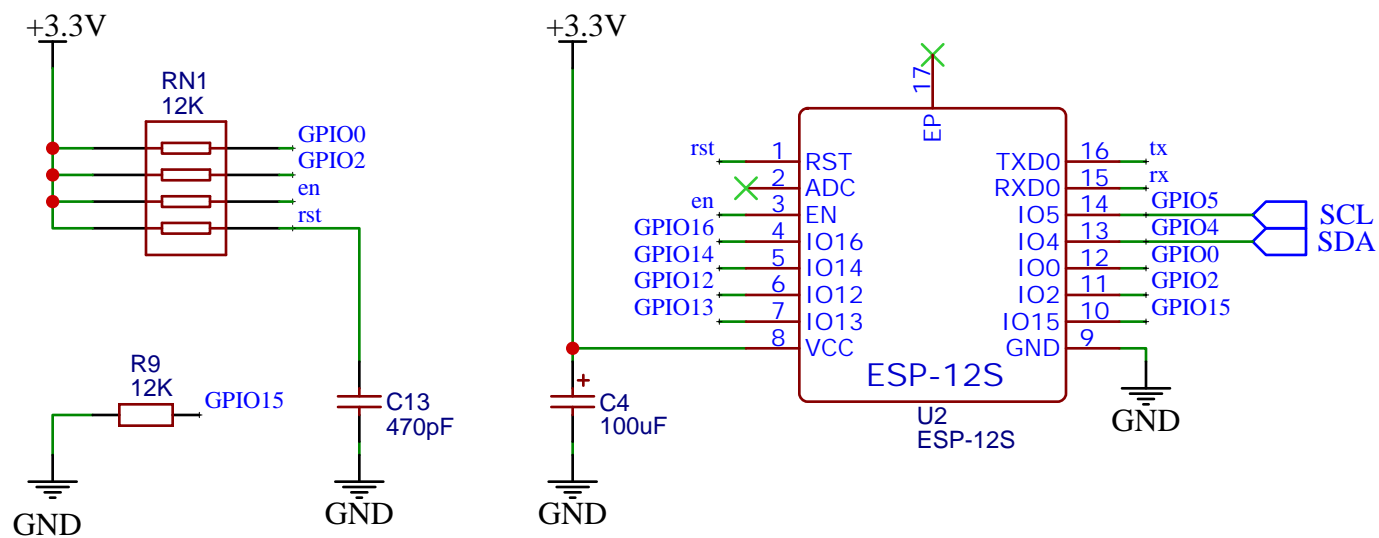 +3.3V
RN1
12K
GPIO0
GPIO2
en
rst
R9
12K
GPIO15
GND
C13
470pF
GND
+3.3V
C4
100uF
GND
17
EP
rst 1 RST
2 ADC
en 3 EN
GPIO16 4 IO16
GPIO14 5 IO14
GPIO12 6 IO12
GPIO13 7 IO13
8 VCC
TXD0 16 tx
RXD0 15 rx
IO5 14 GPIO5 SCL
IO4 13 GPIO4 SDA
IO0 12 GPIO0
IO2 11 GPIO2
IO15 10 GPIO15
GND 9
GND
ESP-12S
U2
ESP-12S